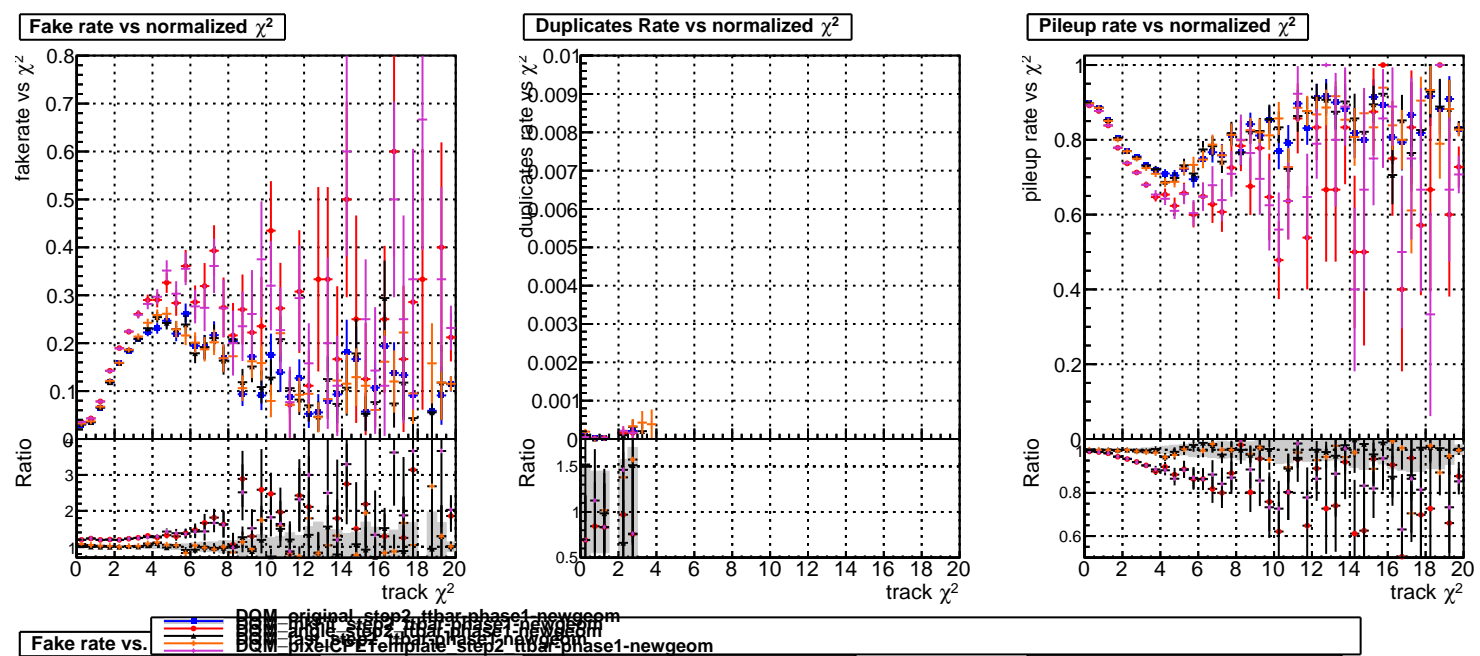 Fake rate vs normalized χ²
Duplicates Rate vs normalized χ²
Pileup rate vs normalized χ²
fakerate vs χ²
0.8
0.7
0.6
0.5
0.4
0.3
0.2
0.1
0
Ratio
3
2
1
0 2 4 6 8 10 12 14 16 18 20
track χ²
duplicates rate vs χ²
0.01
0.009
0.008
0.007
0.006
0.005
0.004
0.003
0.002
0.001
0
Ratio
1.5
1
0.5
0 2 4 6 8 10 12 14 16 18 20
track χ²
pileup rate vs χ²
1
0.8
0.6
0.4
0.2
0
Ratio
0.8
0.6
0 2 4 6 8 10 12 14 16 18 20
track χ²
Fake rate vs.
DQM_original_step2_ttbar-phase1-newgeom
DQM_angle_step2_ttbar-phase1-newgeom
DQM_pixelCPETemplate_step2_ttbar-phase1-newgeom